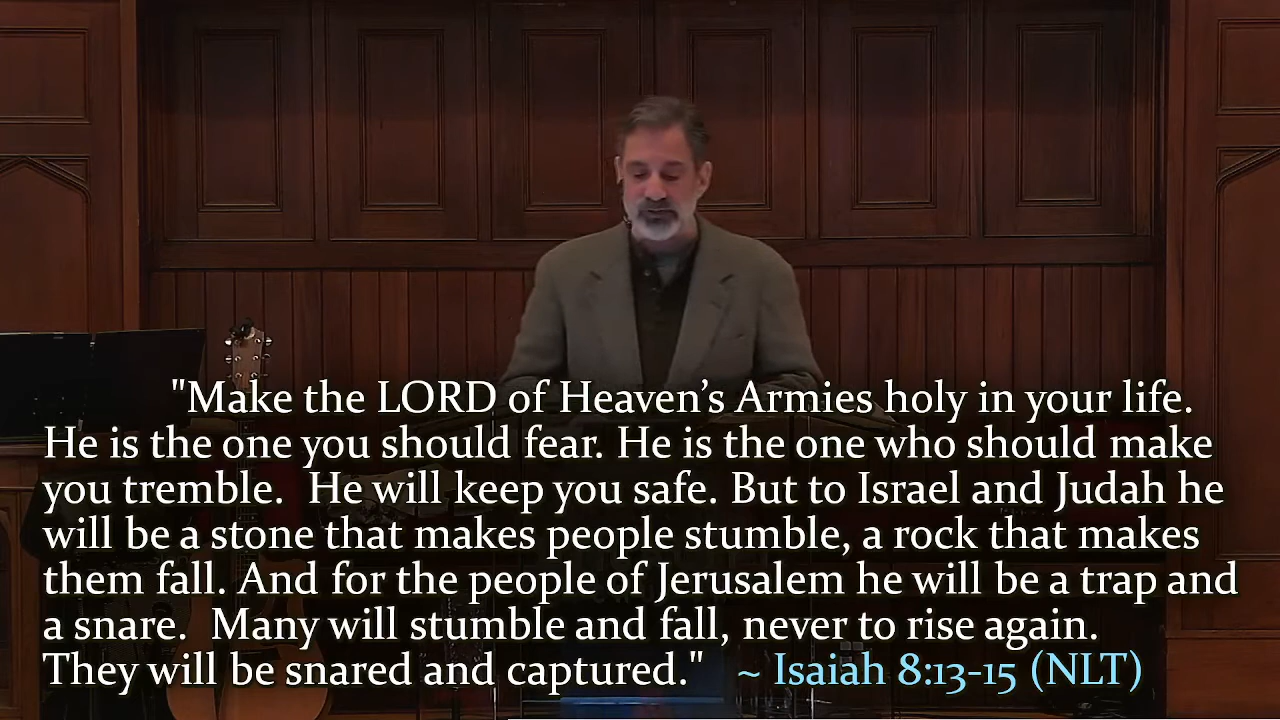 "Make the LORD of Heaven’s Armies holy in your life.
He is the one you should fear. He is the one who should make
you tremble.  He will keep you safe. But to Israel and Judah he
will be a stone that makes people stumble, a rock that makes
them fall. And for the people of Jerusalem he will be a trap and
a snare.  Many will stumble and fall, never to rise again.
They will be snared and captured."   ~ Isaiah 8:13-15 (NLT)